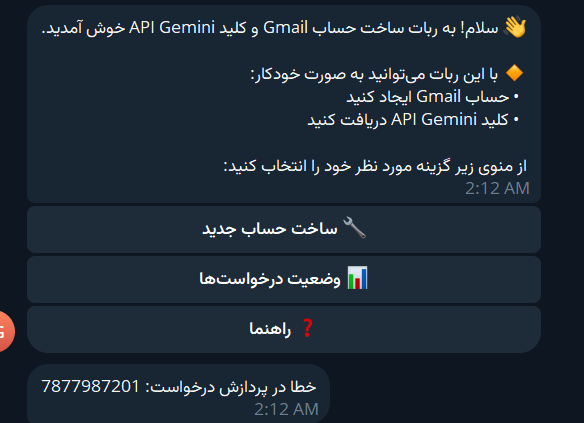 👋 سلام! به ربات ساخت حساب Gmail و کلید API Gemini خوش آمدید.
🔸 با این ربات می‌توانید به صورت خودکار:
• حساب Gmail ایجاد کنید
• کلید API Gemini دریافت کنید
از منوی زیر گزینه مورد نظر خود را انتخاب کنید:
2:12 AM
🔧 ساخت حساب جدید
📊 وضعیت درخواست‌ها
❓ راهنما
خطا در پردازش درخواست: 7877987201
2:12 AM